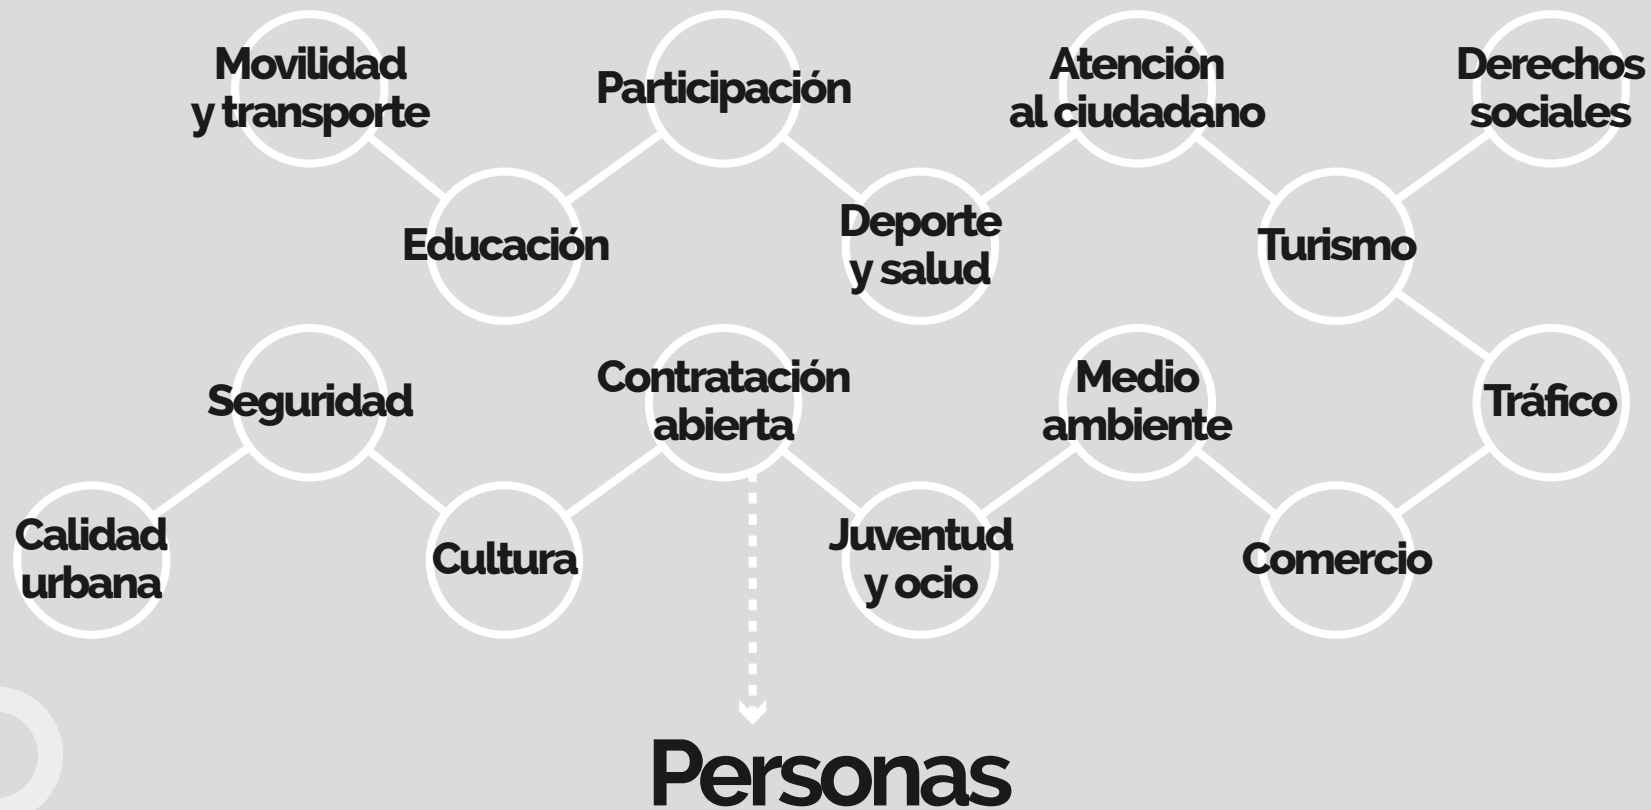 Movilidad
y transporte
Participación
Atención
al ciudadano
Derechos
sociales
Educación
Deporte
y salud
Turismo
Seguridad
Contratación
abierta
Medio
ambiente
Tráfico
Calidad
urbana
Cultura
Juventud
y ocio
Comercio
Personas